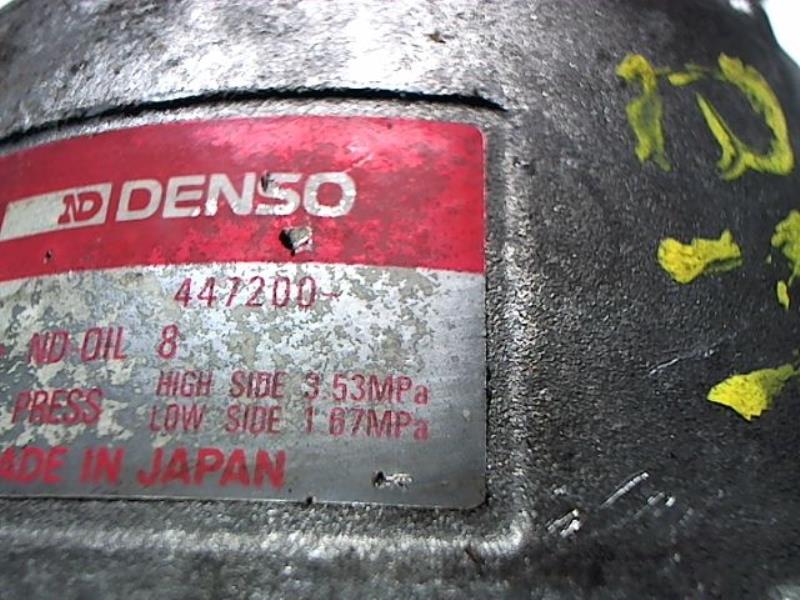 ND DENSO
447200-
ND-OIL 8
PRESS HIGH SIDE 3.53MPa
LOW SIDE 1.67MPa
ADE IN JAPAN